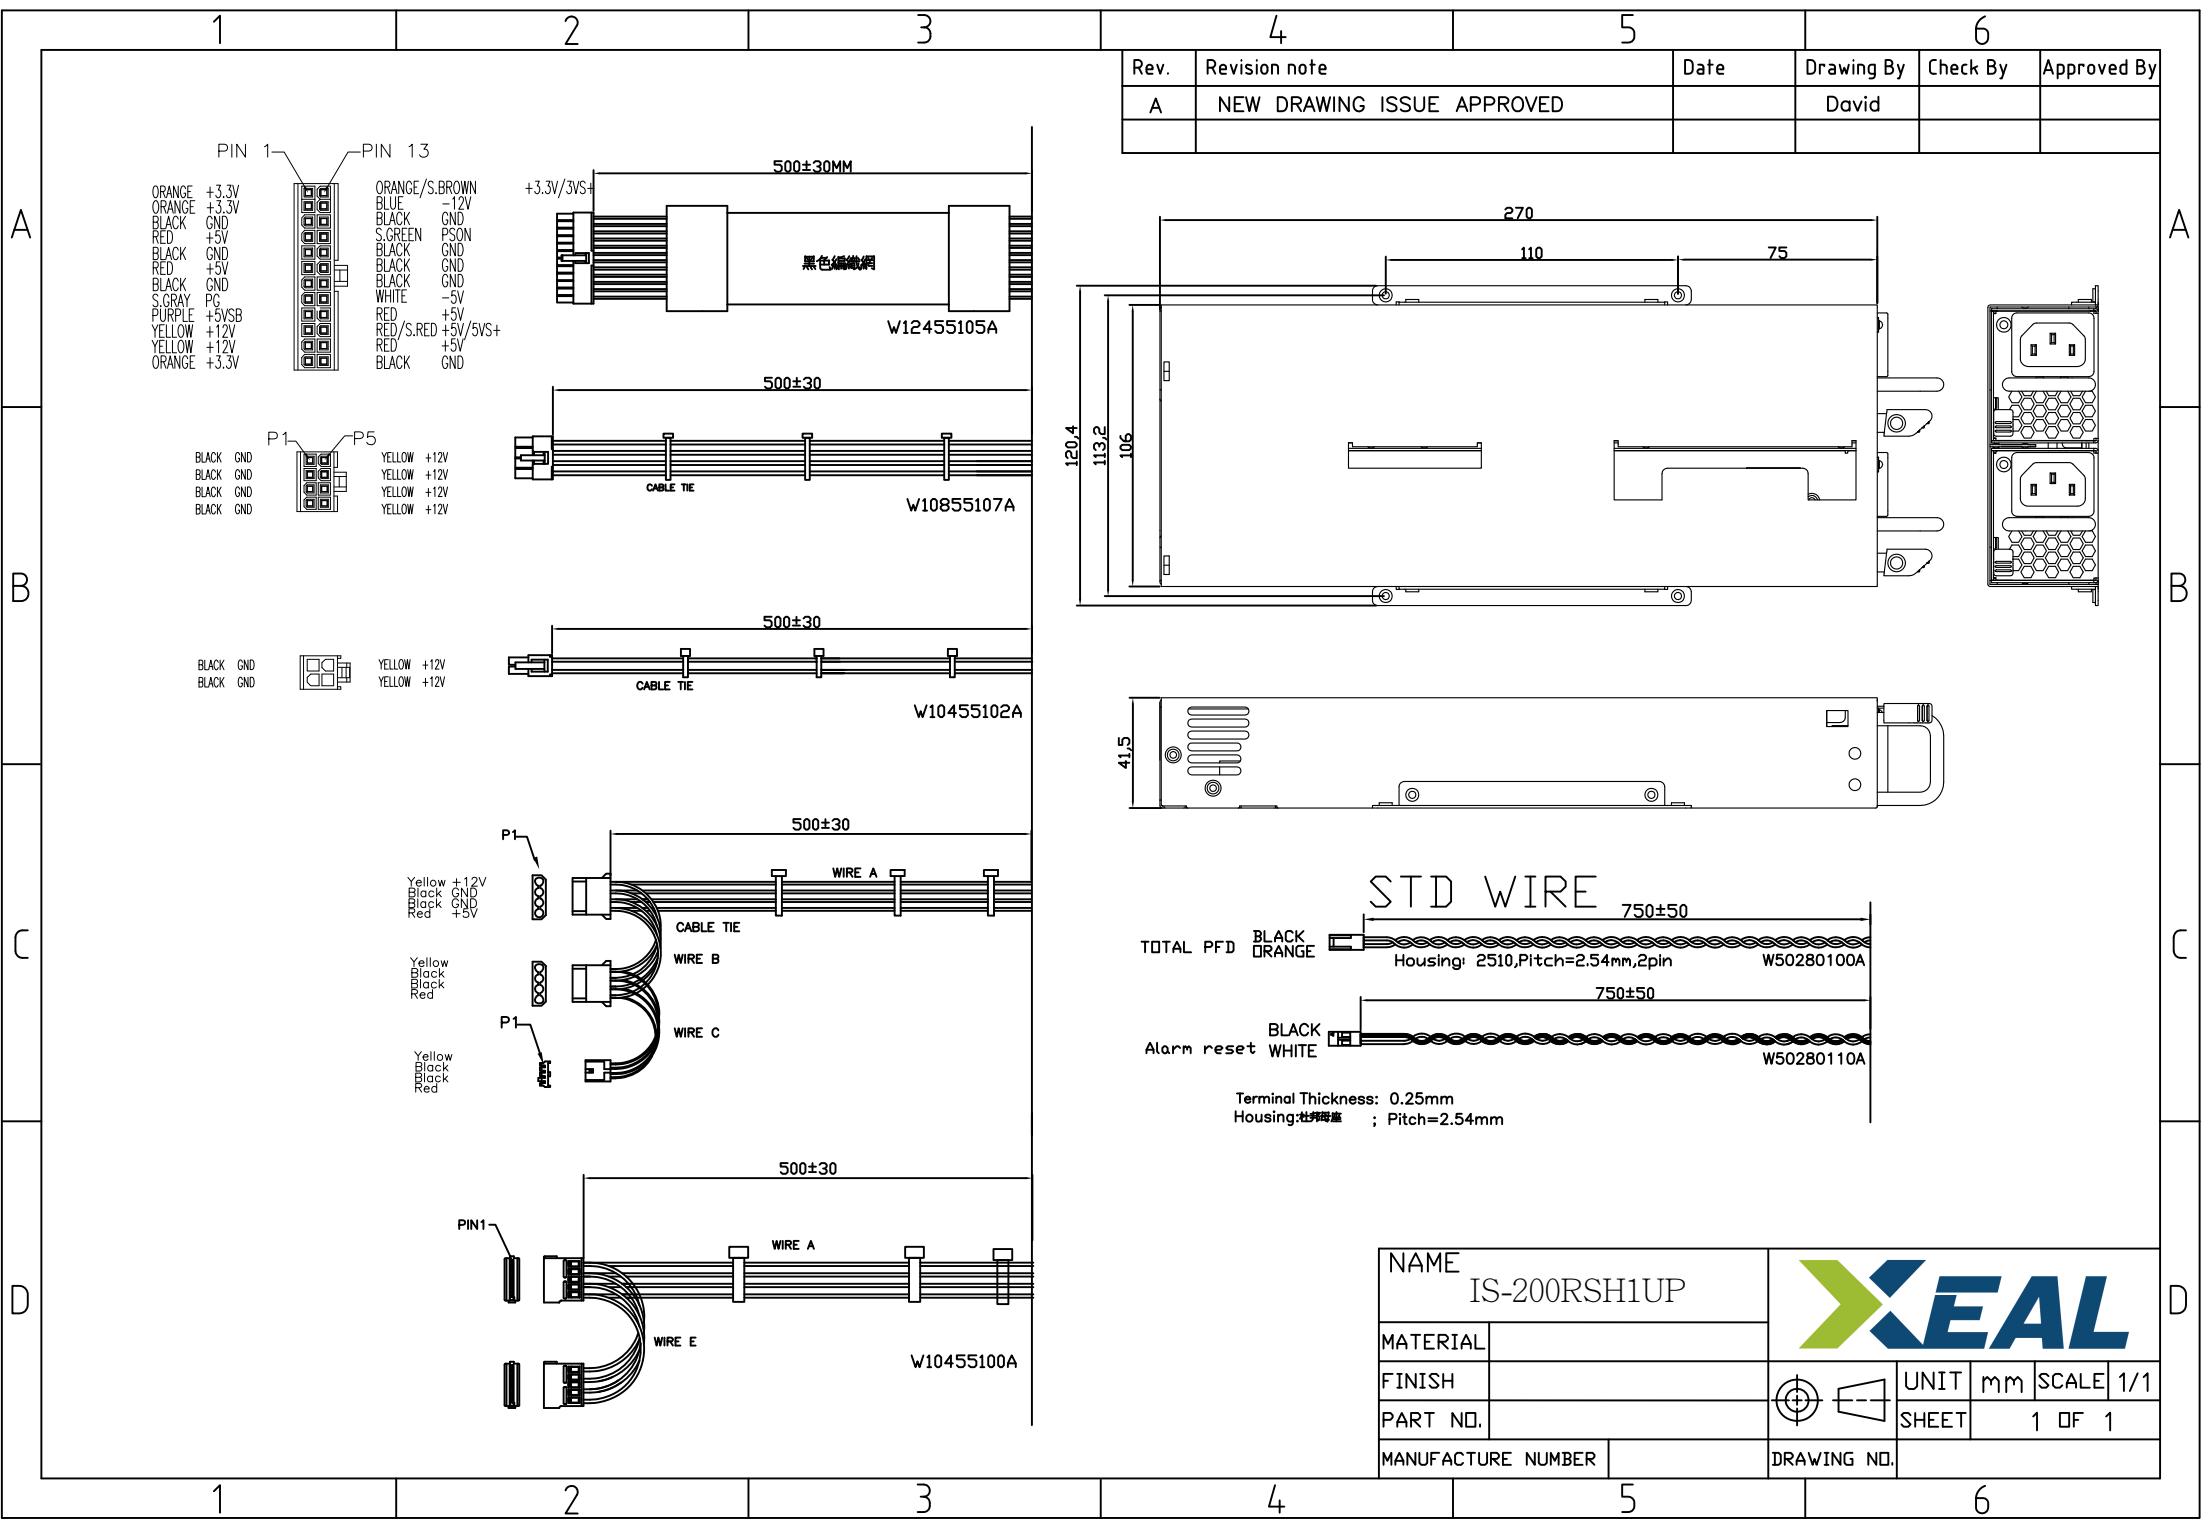 1 2 3 4 5 6
A
B
C
D
A
B
C
D
Rev. Revision note Date Drawing By Check By Approved By
A NEW DRAWING ISSUE APPROVED David
PIN 1 PIN 13
ORANGE +3.3V ORANGE/S.BROWN +3.3V/3VS+
ORANGE +3.3V BLUE -12V
BLACK GND BLACK GND
RED +5V S.GREEN PSON
BLACK GND BLACK GND
RED +5V BLACK GND
BLACK GND BLACK GND
S.GRAY PG WHITE -5V
PURPLE +5VSB RED +5V
YELLOW +12V RED/S.RED +5V/5VS+
YELLOW +12V RED +5V
ORANGE +3.3V BLACK GND
500±30MM
黑色編織網
W12455105A
P1 P5
BLACK GND YELLOW +12V
BLACK GND YELLOW +12V
BLACK GND YELLOW +12V
BLACK GND YELLOW +12V
500±30
CABLE TIE
W10855107A
BLACK GND YELLOW +12V
BLACK GND YELLOW +12V
500±30
CABLE TIE
W10455102A
P1
500±30
WIRE A
Yellow +12V
Black GND
Black GND
Red +5V
CABLE TIE
WIRE B
Yellow
Black
Black
Red
P1
WIRE C
Yellow
Black
Black
Red
500±30
PIN1
WIRE A
WIRE E
W10455100A
270
110
75
120,4
113,2
106
41,5
STD WIRE
750±50
TOTAL PFD
BLACK
ORANGE
Housing: 2510,Pitch=2.54mm,2pin
W50280100A
750±50
Alarm reset
BLACK
WHITE
W50280110A
Terminal Thickness: 0.25mm
Housing:杜邦母座 ; Pitch=2.54mm
NAME
IS-200RSH1UP
XEAL
MATERIAL
FINISH
UNIT mm SCALE 1/1
PART NO.
SHEET 1 OF 1
MANUFACTURE NUMBER
DRAWING NO.
1 2 3 4 5 6